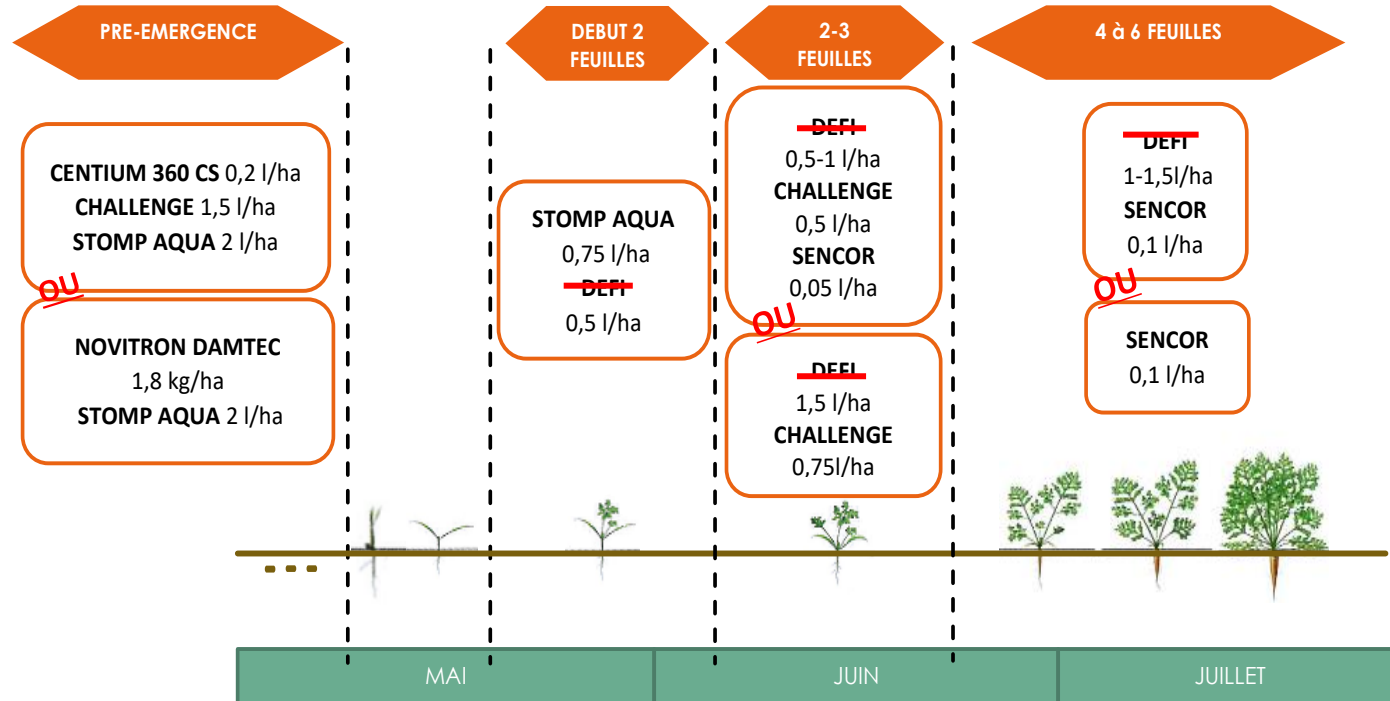 PRE-EMERGENCE
CENTIUM 360 CS 0,2 l/ha
CHALLENGE 1,5 l/ha
STOMP AQUA 2 l/ha
OU
NOVITRON DAMTEC
1,8 kg/ha
STOMP AQUA 2 l/ha
DEBUT 2
FEUILLES
STOMP AQUA
0,75 l/ha
DEFI
0,5 l/ha
2-3
FEUILLES
DEFI
0,5-1 l/ha
CHALLENGE
0,5 l/ha
SENCOR
0,05 l/ha
OU
DEFI
1,5 l/ha
CHALLENGE
0,75l/ha
4 à 6 FEUILLES
DEFI
1-1,5l/ha
SENCOR
0,1 l/ha
OU
SENCOR
0,1 l/ha
MAI
JUIN
JUILLET